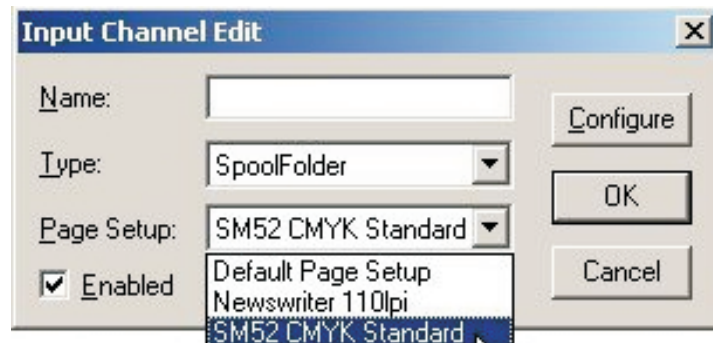 Input Channel Edit
Name:
Configure
Type:
SpoolFolder
OK
Page Setup:
SM52 CMYK Standard
Enabled
Default Page Setup
Cancel
Newswriter 110lpi
SM52 CMYK Standard